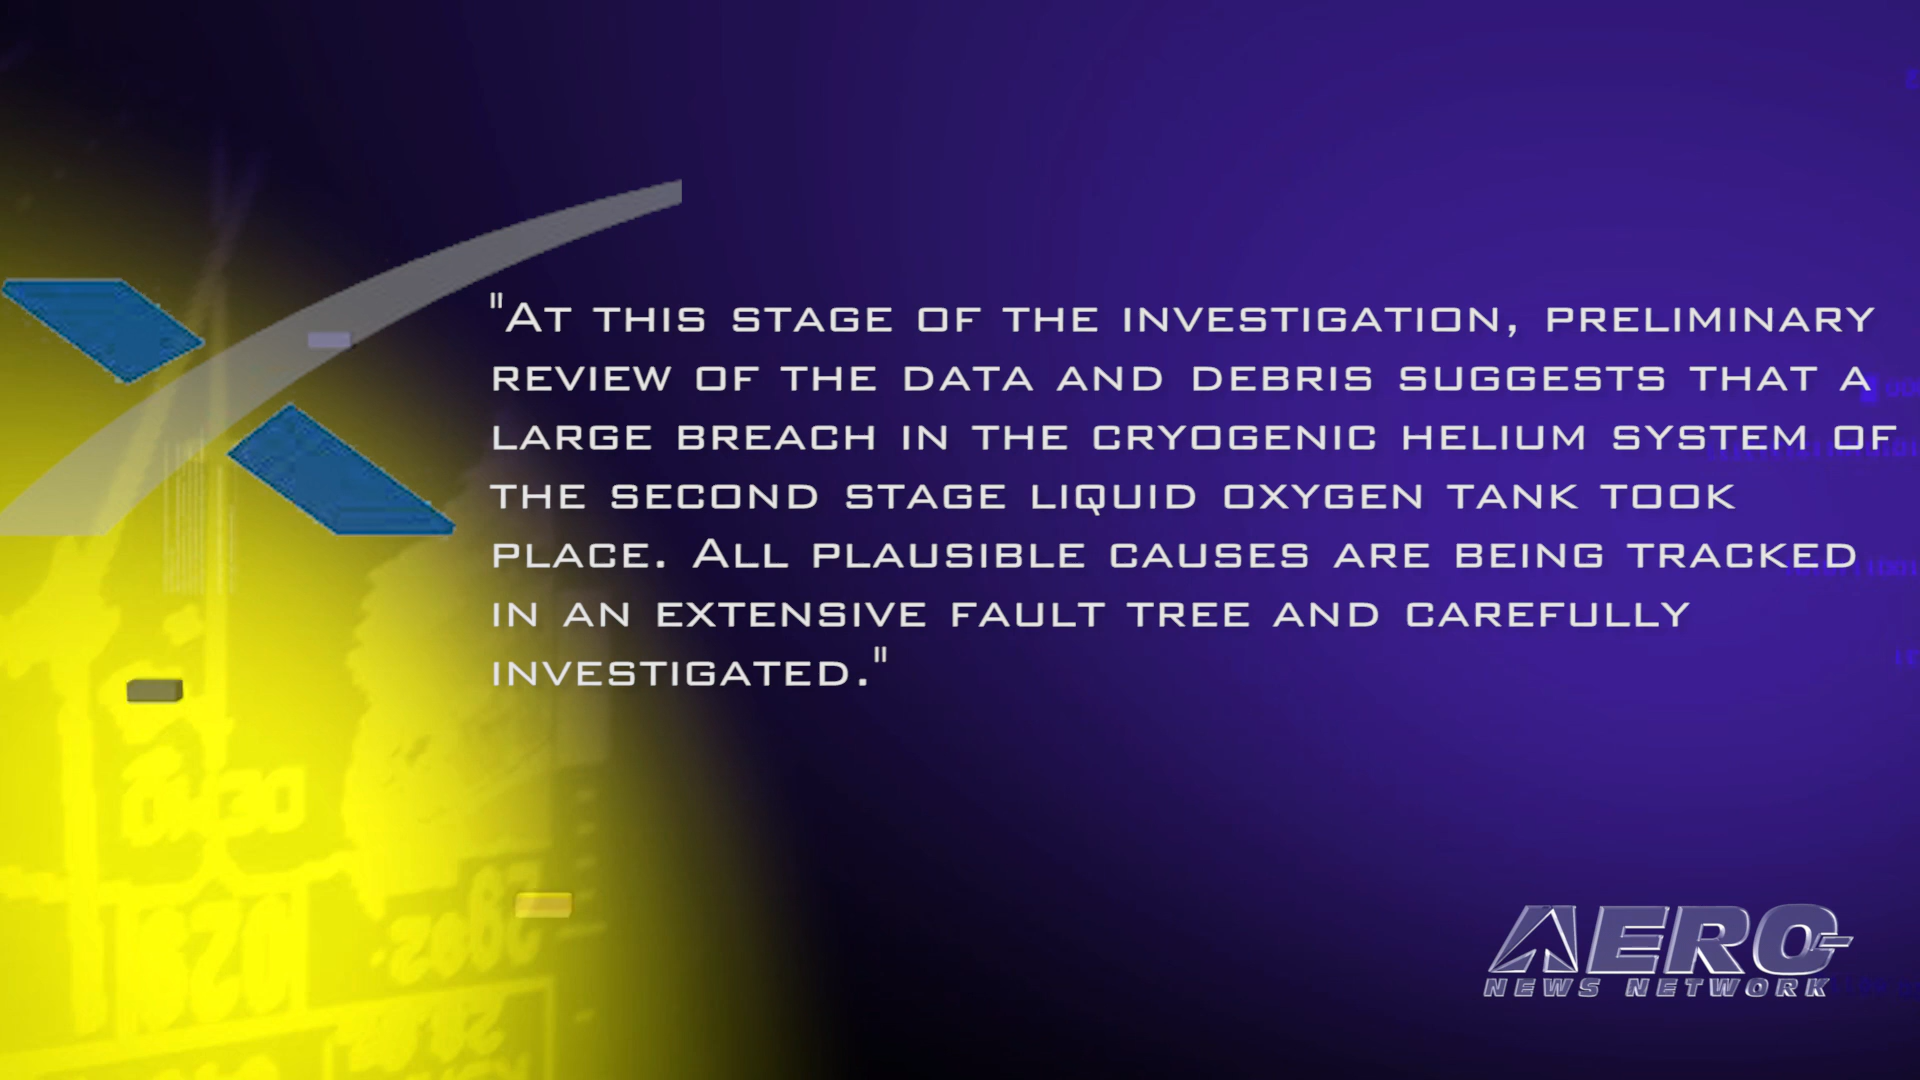 "At this stage of the investigation, preliminary
review of the data and debris suggests that a
large breach in the cryogenic helium system of
the second stage liquid oxygen tank took
place. All plausible causes are being tracked
in an extensive fault tree and carefully
investigated."
AERO-
NEWS NETWORK